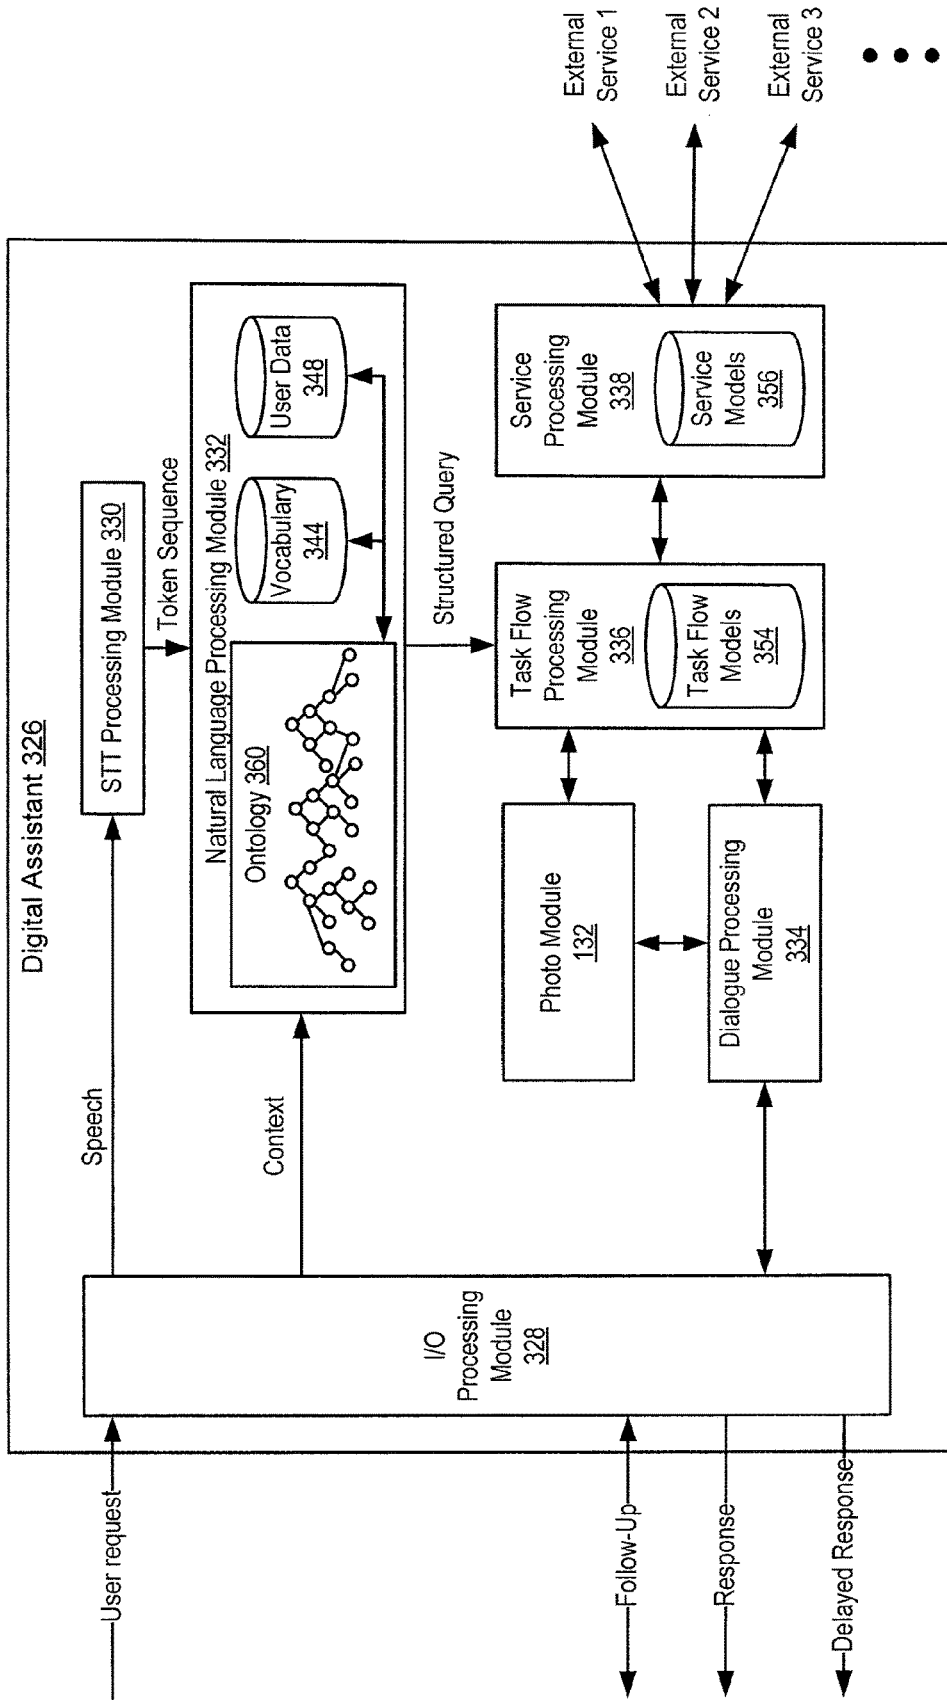 Digital Assistant 326
User request
Follow-Up
Response
Delayed Response
I/O
Processing
Module
328
Speech
Context
STT Processing Module 330
Token Sequence
Natural Language Processing Module 332
Ontology 360
Vocabulary
344
User Data
348
Structured Query
Photo Module
132
Dialogue Processing
Module
334
Task Flow
Processing
Module
336
Task Flow
Models
354
Service
Processing
Module
338
Service
Models
356
External
Service 1
External
Service 2
External
Service 3